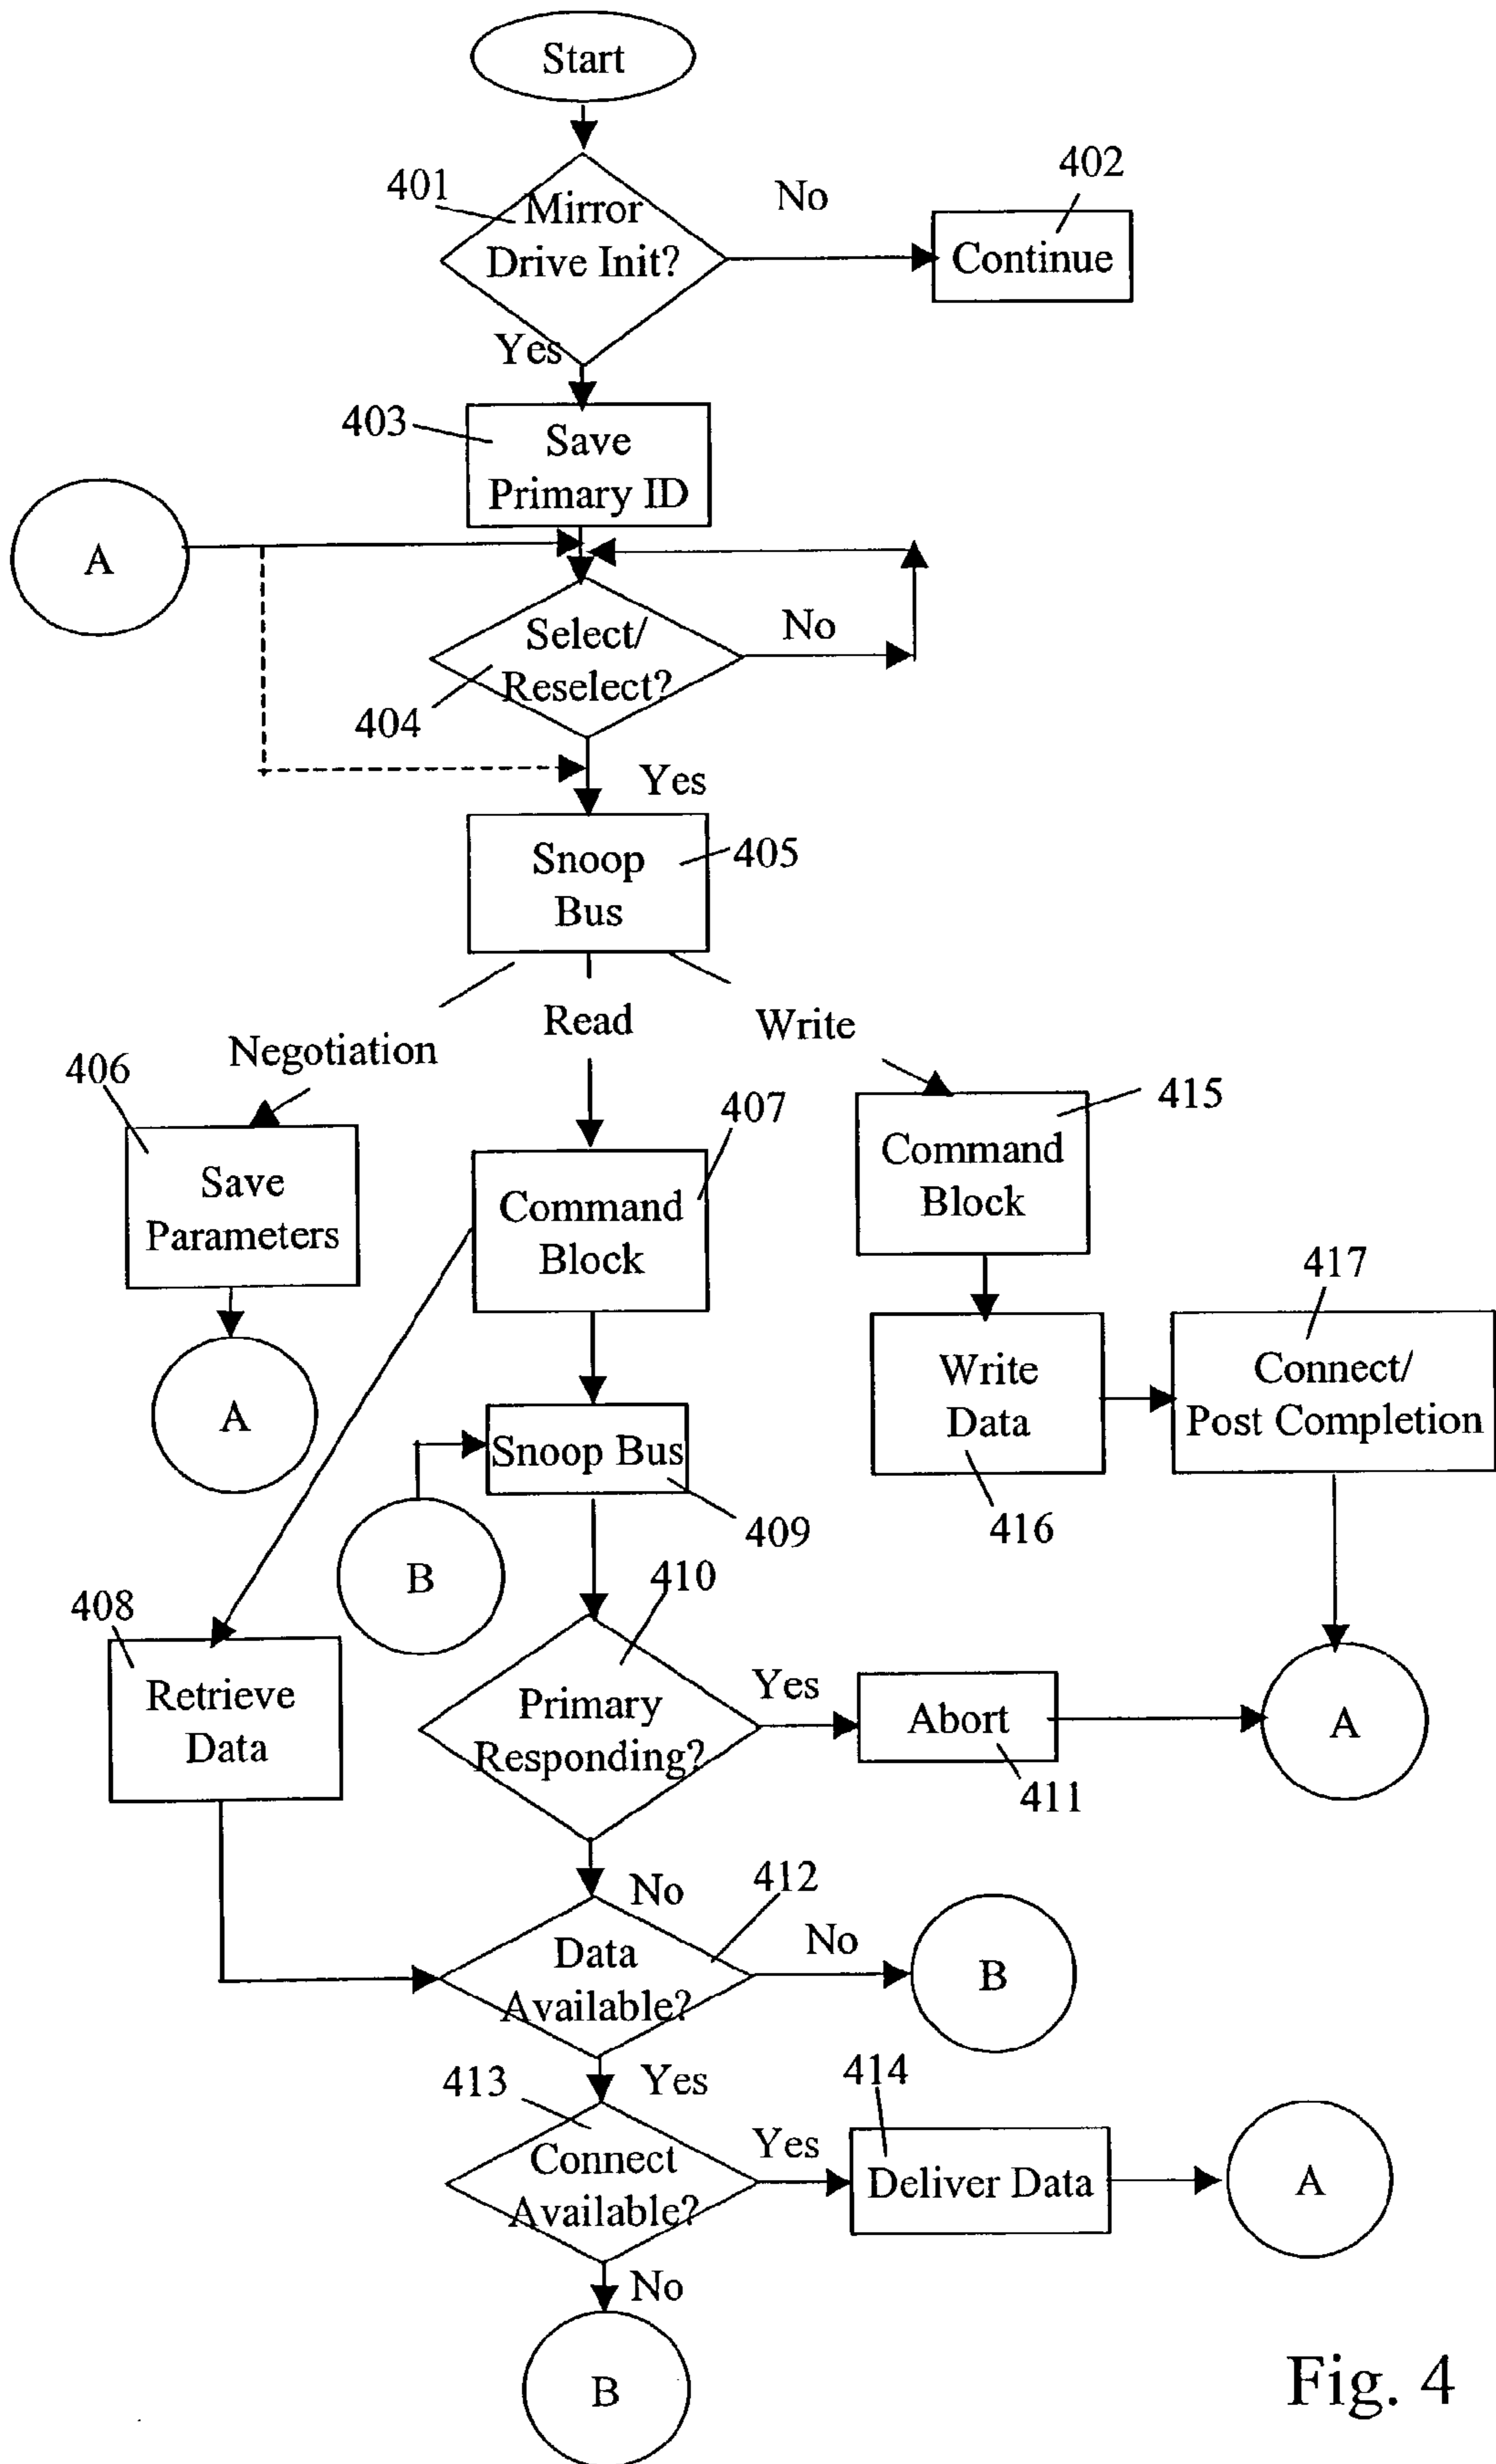 Start
401
Mirror
Drive Init?
No
402
Continue
Yes
403
Save
Primary ID
A
Select/
Reselect?
No
404
Yes
Snoop
Bus
405
Negotiation
Read
Write
406
Save
Parameters
A
407
Command
Block
415
Command
Block
417
Write
Data
416
Connect/
Post Completion
Snoop Bus
409
B
408
Retrieve
Data
410
Primary
Responding?
Yes
Abort
411
A
No
412
Data
Available?
No
B
413
Yes
Connect
Available?
Yes
414
Deliver Data
A
No
B
Fig. 4